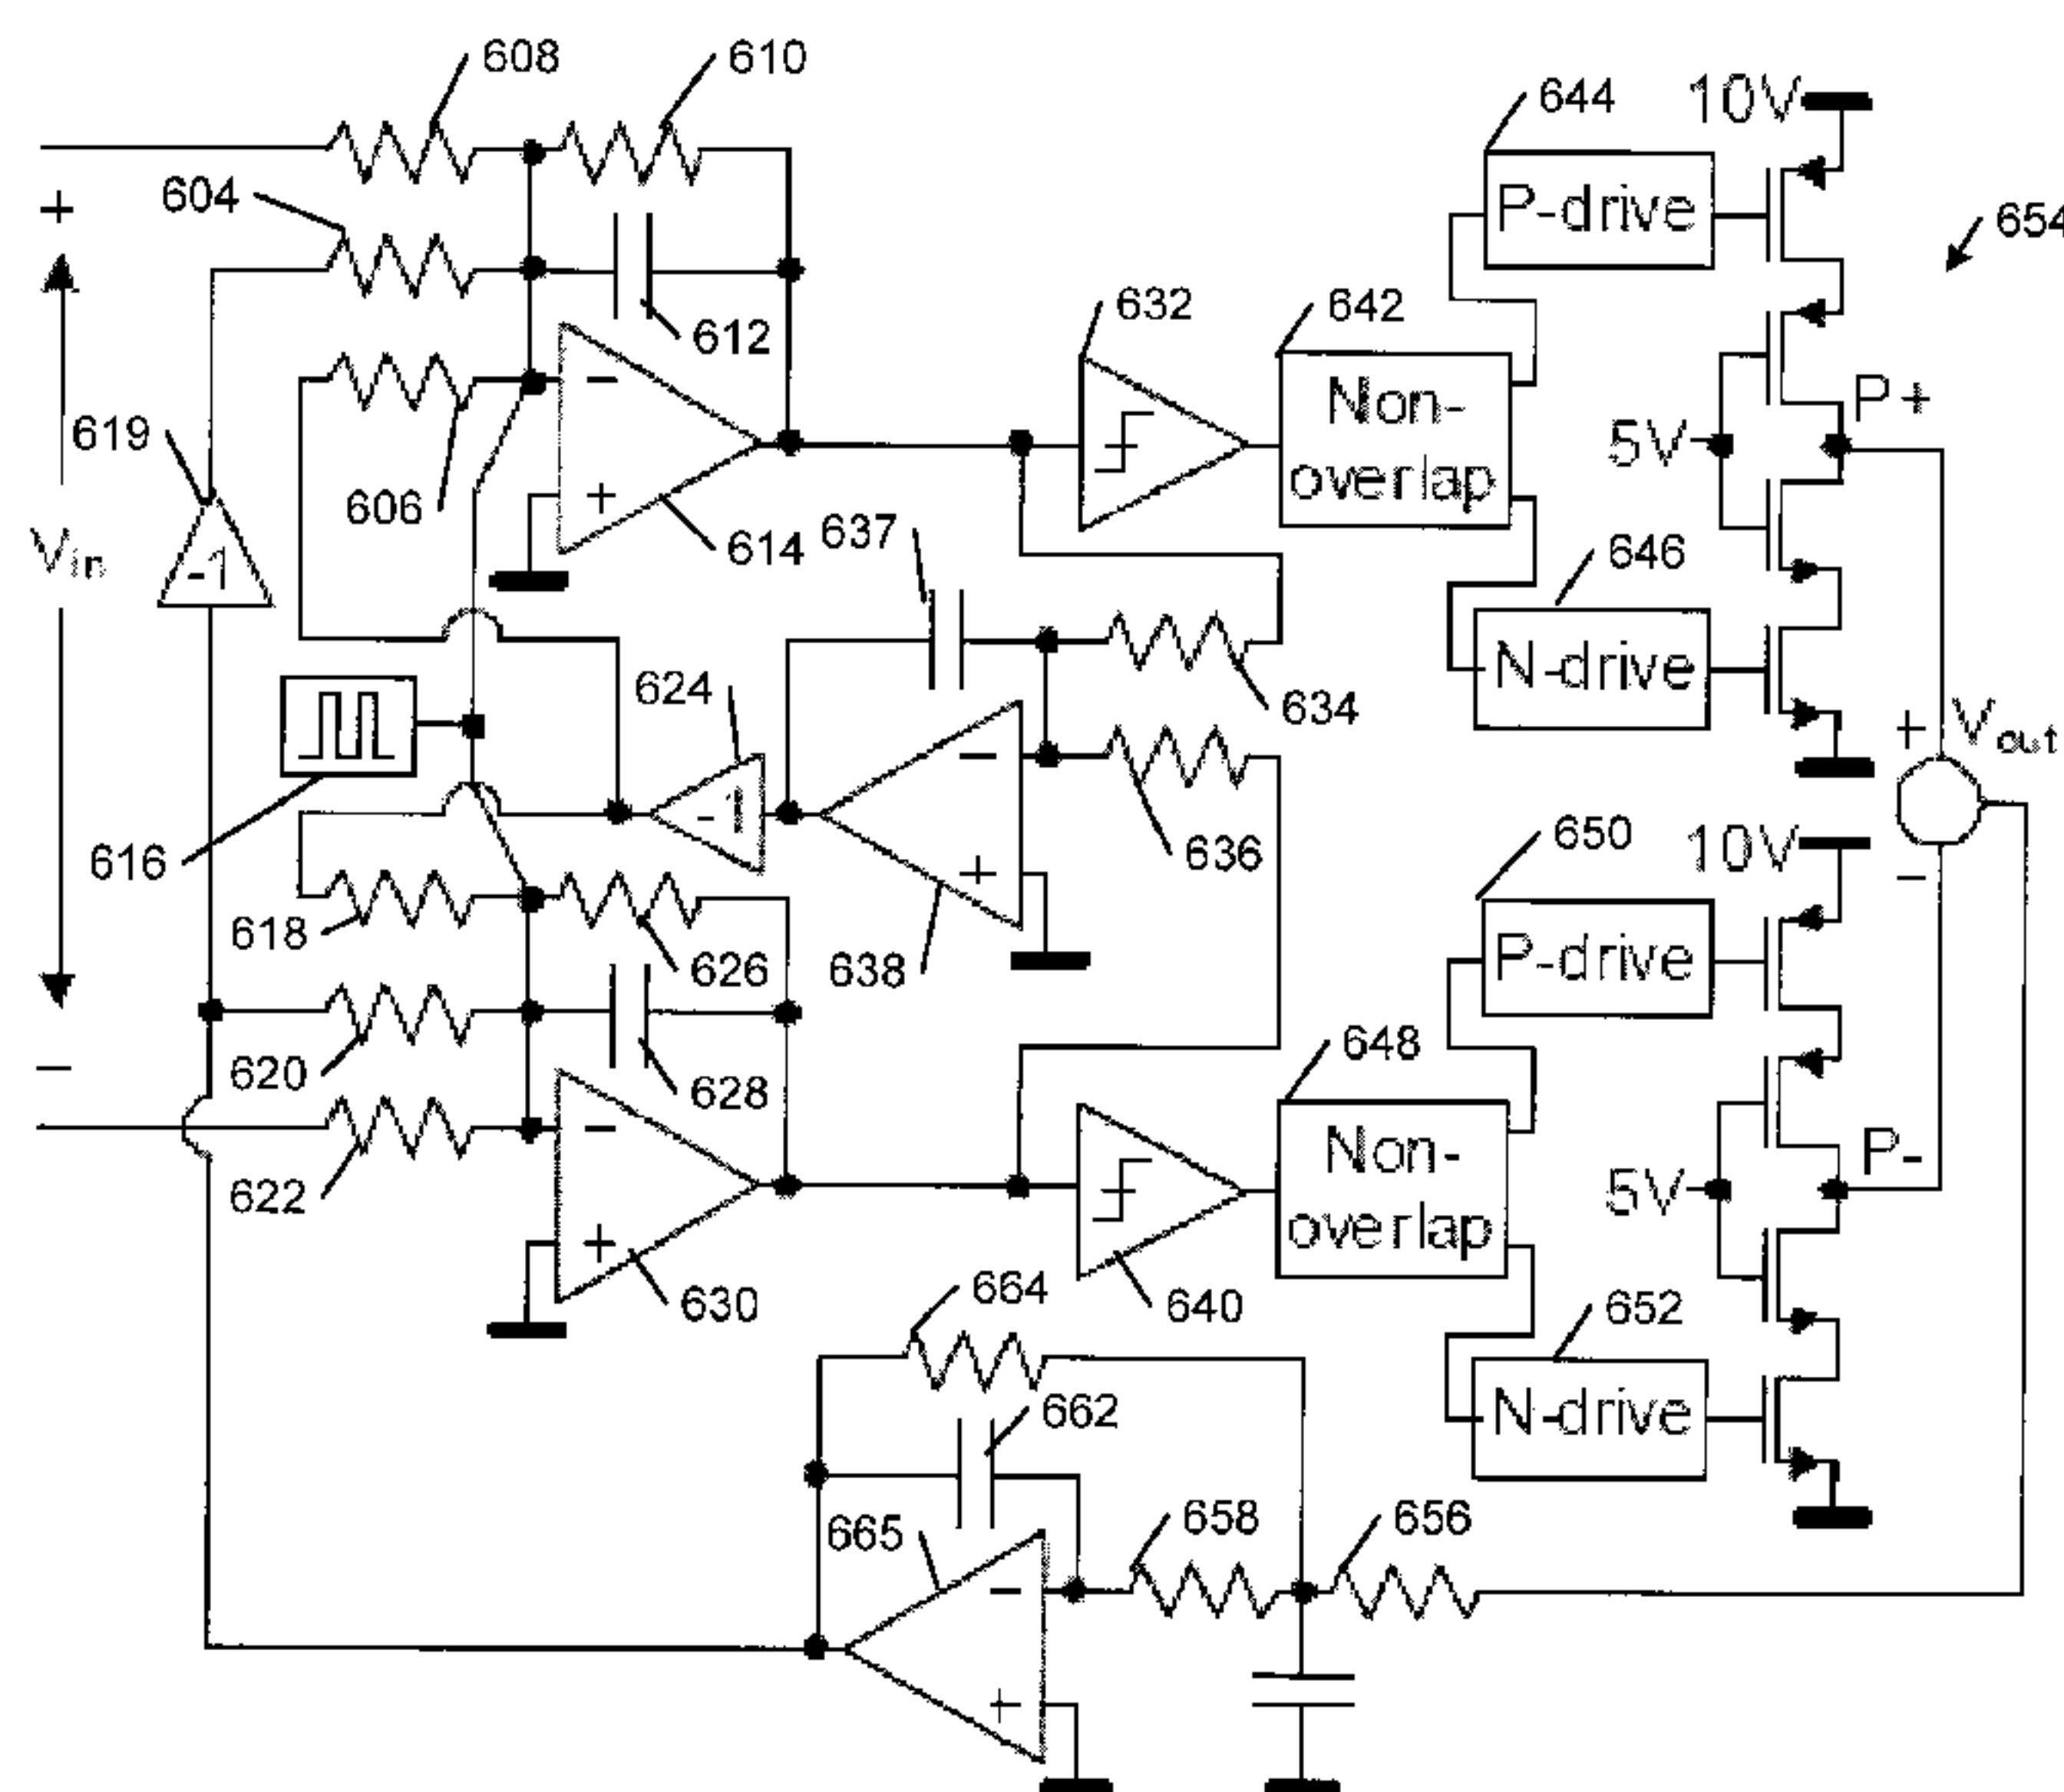 608
610
644
10V
604
P-drive
654
+
632
642
612
P+
Non-
overlap
619
−
5V
606
+
637
Vin
614
646
-1
N-drive
624
634
Vout
+
−
-1
636
650
10V
616
+
−
618
626
638
P-drive
620
648
−
628
−
Non-
overlap
P-
622
5V
+
630
664
640
652
662
N-drive
665
658
656
−
+